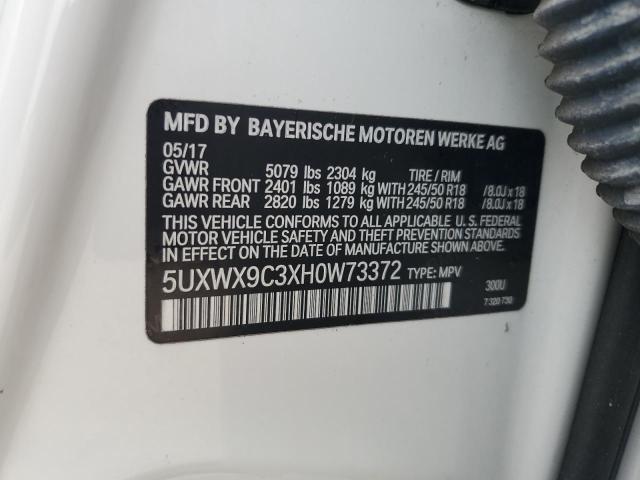 MFD BY BAYERISCHE MOTOREN WERKE AG
05/17
GVWR 5079 lbs 2304 kg TIRE / RIM
GAWR FRONT 2401 lbs 1089 kg WITH 245/50 R18 /8.0J x 18
GAWR REAR 2820 lbs 1279 kg WITH 245/50 R18 /8.0J x 18
THIS VEHICLE CONFORMS TO ALL APPLICABLE U. S. FEDERAL
MOTOR VEHICLE SAFETY AND THEFT PREVENTION STANDARDS
IN EFFECT ON THE DATE OF MANUFACTURE SHOWN ABOVE.
5UXWX9C3XH0W73372 TYPE: MPV 300U
7 320 730